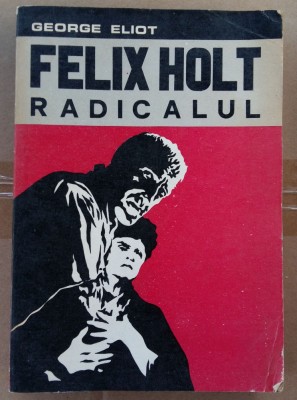 GEORGE ELIOT
FELIX HOLT
RADICALUL